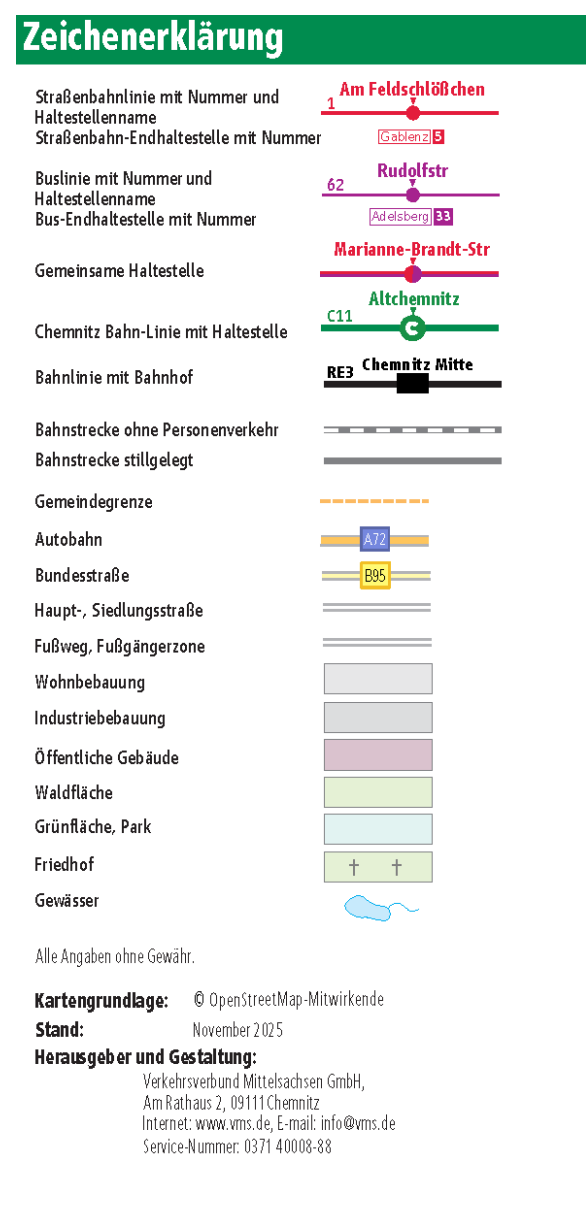 Zeichenerklärung
Straßenbahnlinie mit Nummer und
Haltestellenname
1 Am Feldschlößchen
Straßenbahn-Endhaltestelle mit Nummer
Gablenz 5
Buslinie mit Nummer und
Haltestellenname
62 Rudolfstr
Bus-Endhaltestelle mit Nummer
Adelsberg 33
Gemeinsame Haltestelle
Marianne-Brandt-Str
Chemnitz Bahn-Linie mit Haltestelle
C11 Altchemnitz
C
Bahnlinie mit Bahnhof
RE3 Chemnitz Mitte
Bahnstrecke ohne Personenverkehr
Bahnstrecke stillgelegt
Gemeindegrenze
Autobahn A72
Bundesstraße B95
Haupt-, Siedlungsstraße
Fußweg, Fußgängerzone
Wohnbebauung
Industriebebauung
Öffentliche Gebäude
Waldfläche
Grünfläche, Park
Friedhof
Gewässer
Alle Angaben ohne Gewähr.
Kartengrundlage: © OpenStreetMap-Mitwirkende
Stand: November 2025
Herausgeber und Gestaltung:
Verkehrsverbund Mittelsachsen GmbH,
Am Rathaus 2, 09111 Chemnitz
Internet: www.vms.de, E-mail: info@vms.de
Service-Nummer: 0371 40008-88